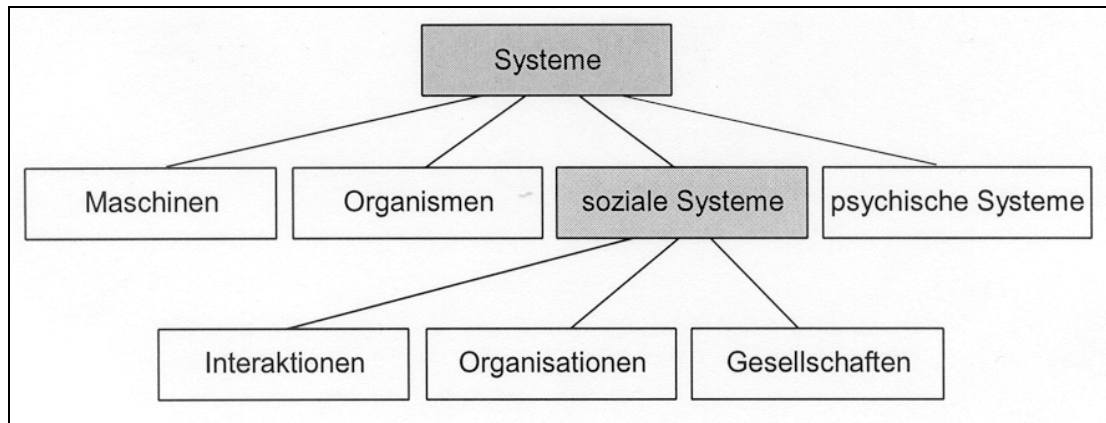 Systeme
Maschinen
Organismen
soziale Systeme
psychische Systeme
Interaktionen
Organisationen
Gesellschaften